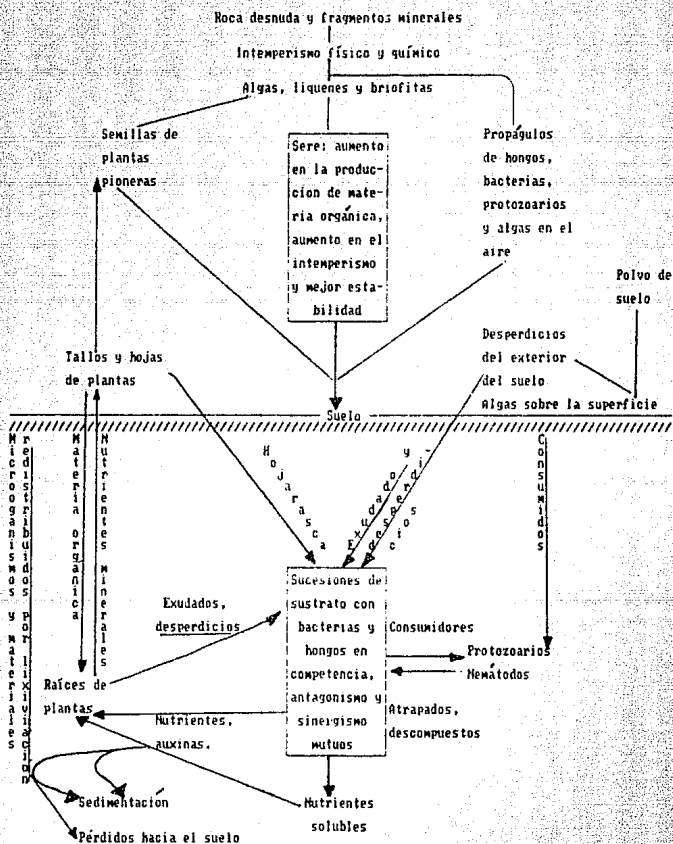 Roca desnuda y fragmentos minerales
Intemperismo físico y químico
Algas, liquenes y briofitas
Semillas de
plantas
pioneras
Sere: aumento
en la produc-
cion de mate-
ria orgánica,
aumento en el
intemperismo
y mejor esta-
bilidad
Propágulos
de hongos,
bacterias,
protozoarios
y algas en el
aire
Polvo de
suelo
Tallos y hojas
de plantas
Desperdicios
del exterior
del suelo
Algas sobre la superficie
Suelo
Microorganismos y materiales
redistribuidos por lixiviacion
Materia orgánica
Nutrientes minerales
Hojarasca
Exudados y
desperdicios
Consumidos
Exudados,
desperdicios
Sucesiones de
sustrato con
bacterias y
hongos en
competencia,
antagonismo y
sinergismo
mutuos
Consumidores
Protozoarios
Nemátodos
Raíces de
plantas
Nutrientes,
auxinas.
Atrapados,
descompuestos
Sedimentación
Nutrientes
solubles
Pérdidos hacia el suelo